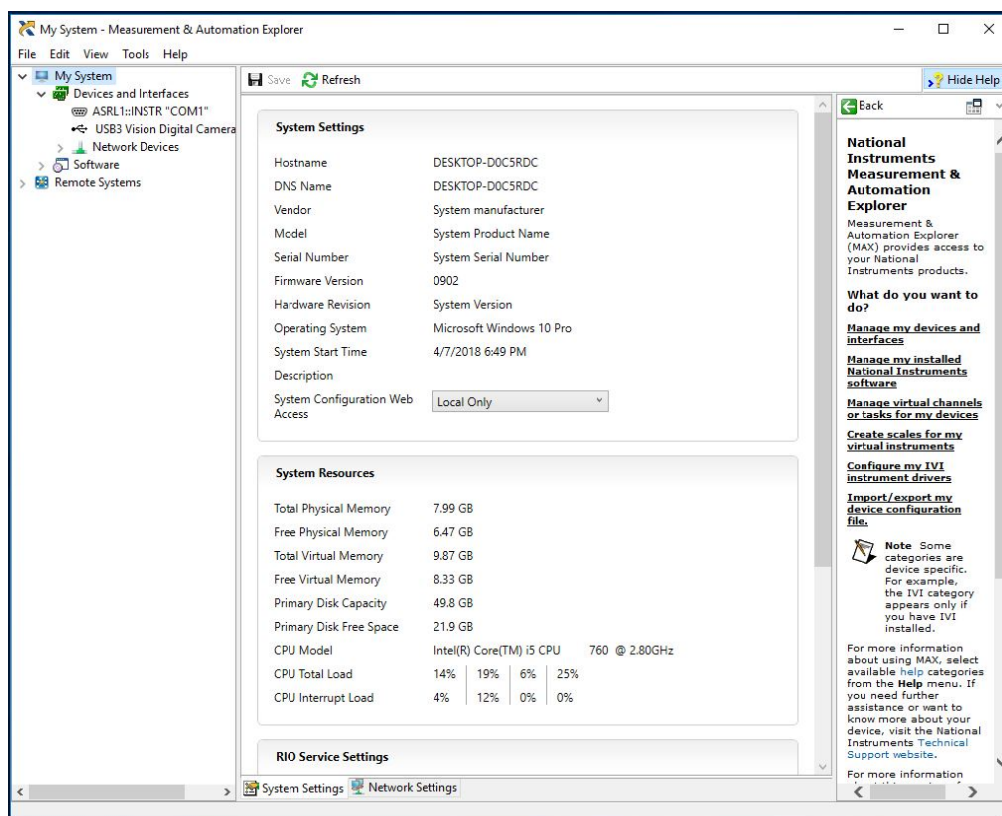 My System - Measurement & Automation Explorer
File Edit View Tools Help
My System
Devices and Interfaces
ASRL1::INSTR "COM1"
USB3 Vision Digital Camera
Network Devices
Software
Remote Systems
Save Refresh
Hide Help
System Settings
Hostname DESKTOP-D0C5RDC
DNS Name DESKTOP-D0C5RDC
Vendor System manufacturer
Model System Product Name
Serial Number System Serial Number
Firmware Version 0902
Hardware Revision System Version
Operating System Microsoft Windows 10 Pro
System Start Time 4/7/2018 6:49 PM
Description
System Configuration Web
Access
Local Only
System Resources
Total Physical Memory 7.99 GB
Free Physical Memory 6.47 GB
Total Virtual Memory 9.87 GB
Free Virtual Memory 8.33 GB
Primary Disk Capacity 49.8 GB
Primary Disk Free Space 21.9 GB
CPU Model Intel(R) Core(TM) i5 CPU 760 @ 2.80GHz
CPU Total Load 14% 19% 6% 25%
CPU Interrupt Load 4% 12% 0% 0%
RIO Service Settings
System Settings Network Settings
Back
National
Instruments
Measurement &
Automation
Explorer
Measurement &
Automation Explorer
(MAX) provides access to
your National
Instruments products.
What do you want to
do?
Manage my devices and
interfaces
Manage my installed
National Instruments
software
Manage virtual channels
or tasks for my devices
Create scales for my
virtual instruments
Configure my IVI
instrument drivers
Import/export my
device configuration
file.
Note Some
categories are
device specific.
For example,
the IVI category
appears only if
you have IVI
installed.
For more information
about using MAX, select
available help categories
from the Help menu. If
you need further
assistance or want to
know more about your
device, visit the National
Instruments Technical
Support website.
For more information